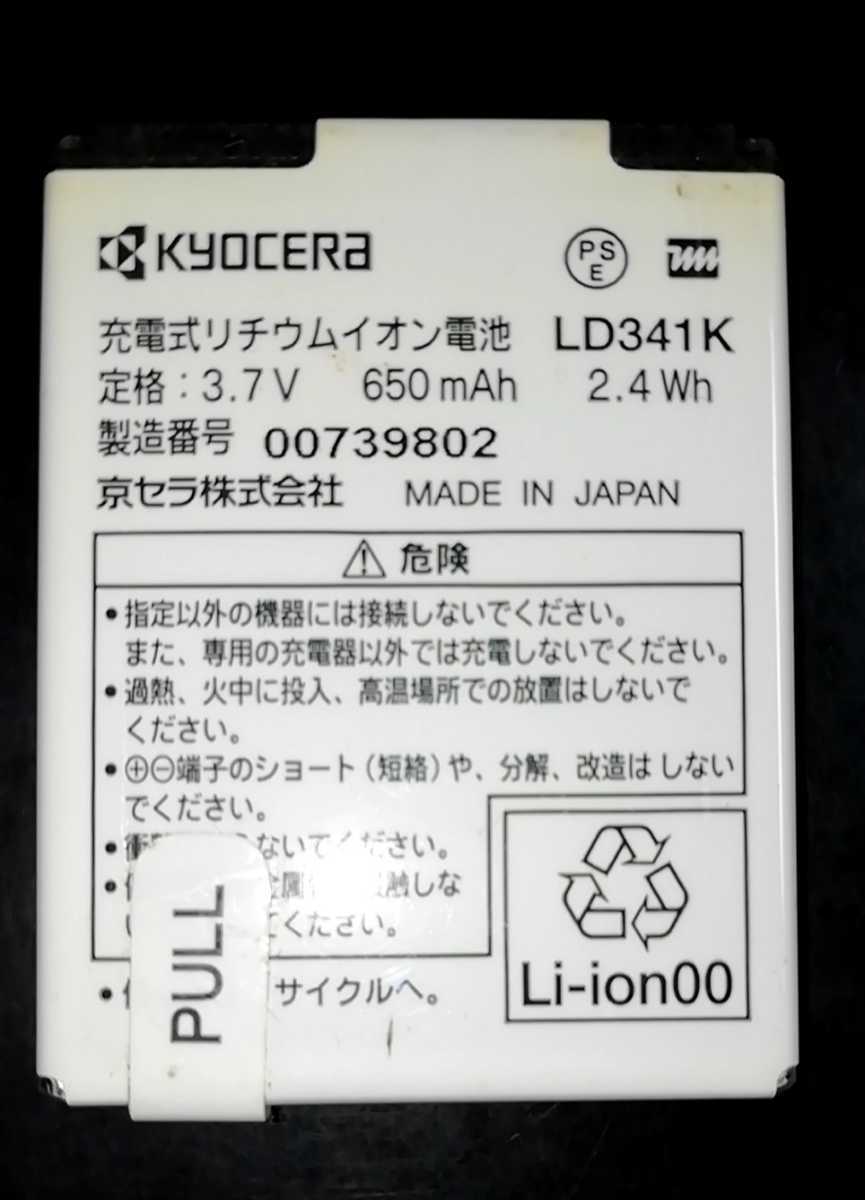 KYOCERA PS E
充電式リチウムイオン電池 LD341K
定格：3.7V 650mAh 2.4Wh
製造番号 00739802
京セラ株式会社 MADE IN JAPAN
⚠危険
•指定以外の機器には接続しないでください。
また、専用の充電器以外では充電しないでください。
•過熱、火中に投入、高温場所での放置はしないで
ください。
•⊕⊖端子のショート（短絡）や、分解、改造は しない
でください。
•衝 ないでください。
• 触しな
ください。
• サイクルへ。
PULL
Li-ion00